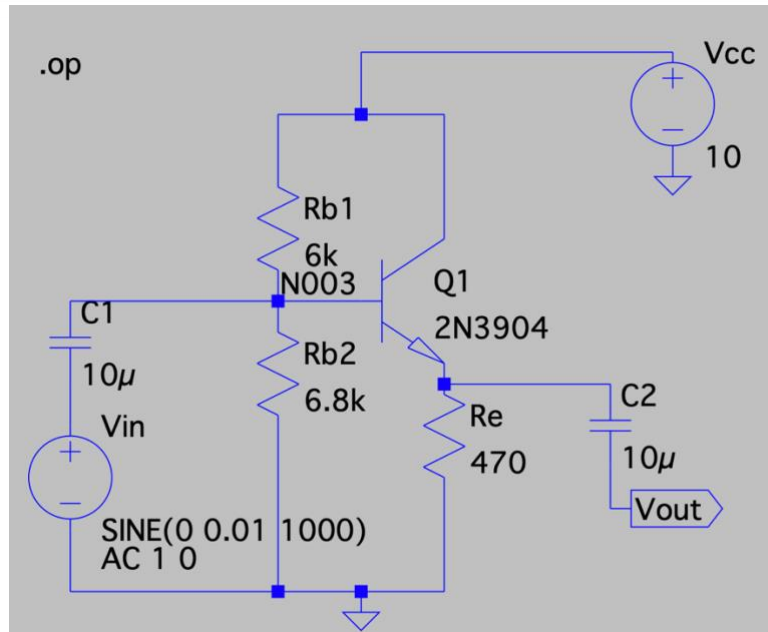 .op
Vcc
+
−
10
Rb1
6k
N003
Q1
2N3904
C1
10µ
Rb2
6.8k
C2
10µ
Re
470
Vin
+
−
Vout
SINE(0 0.01 1000)
AC 1 0